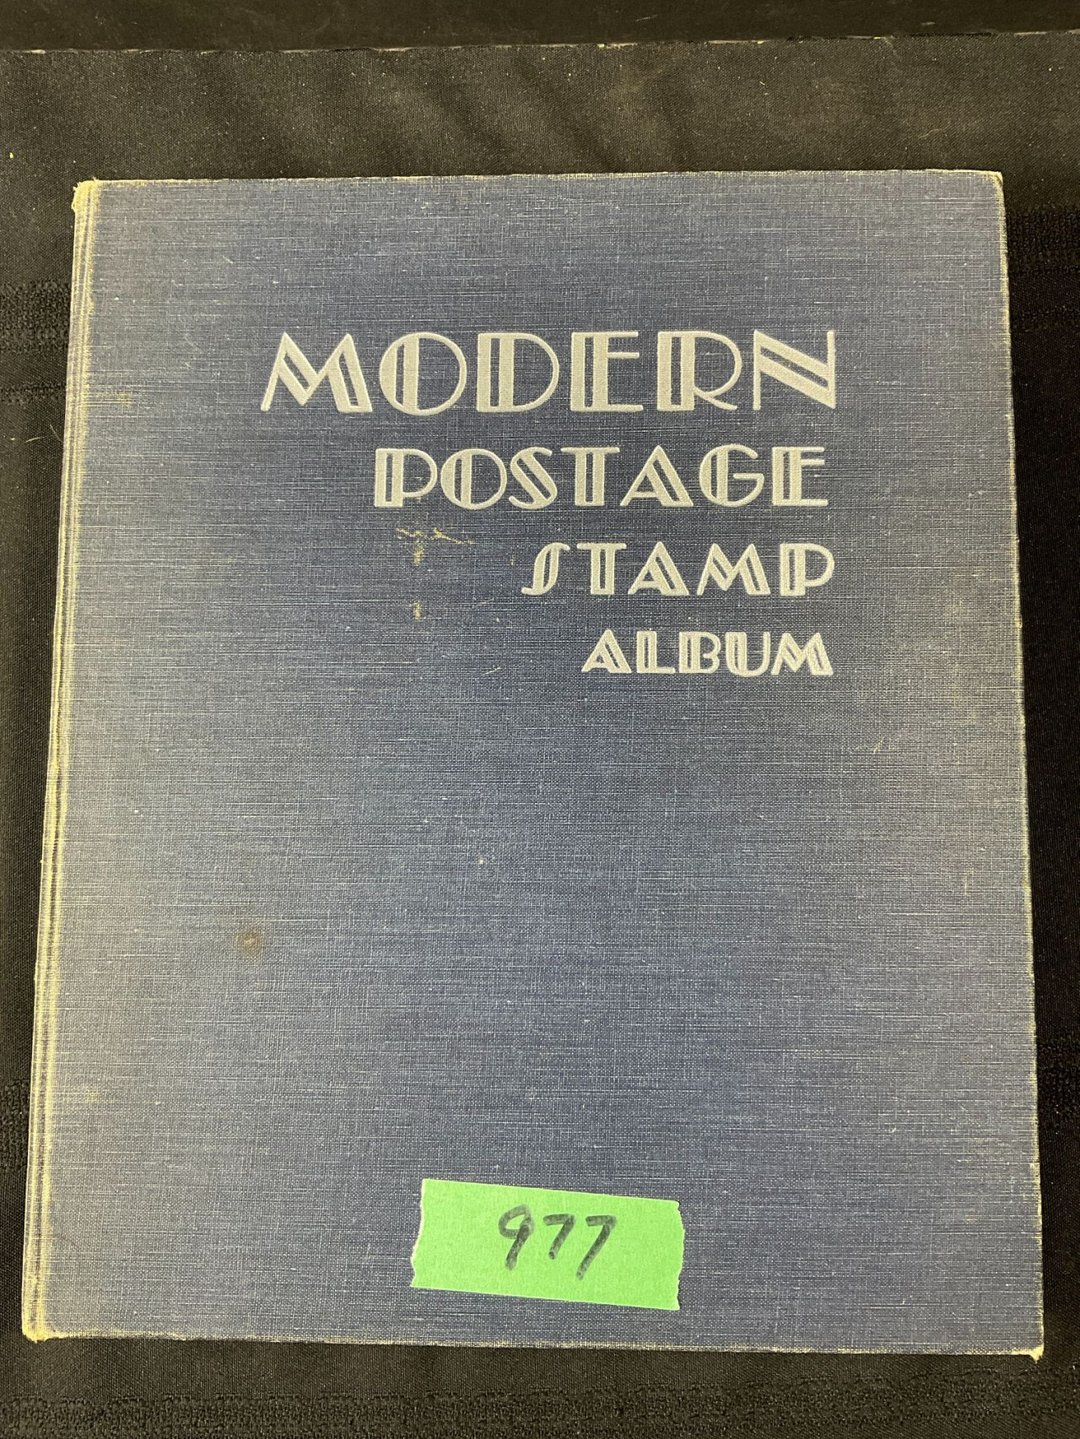 MODERN
POSTAGE
STAMP
ALBUM
977